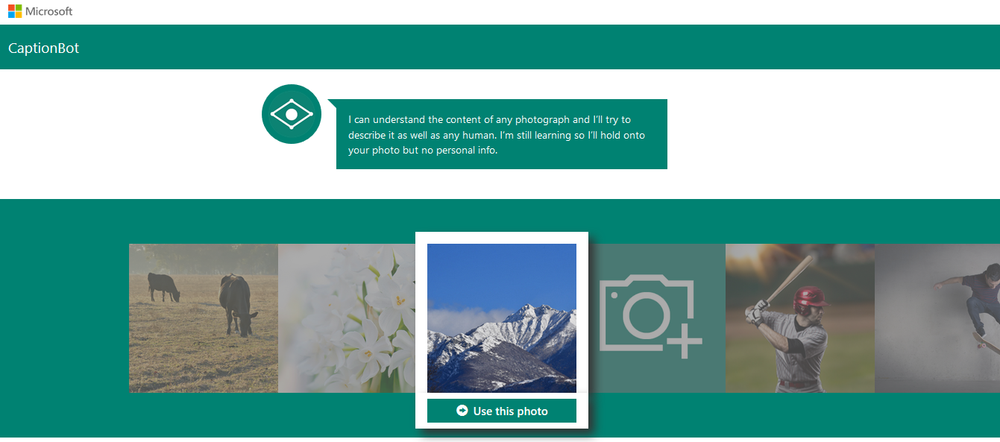 Microsoft
CaptionBot
I can understand the content of any photograph and I'll try to
describe it as well as any human. I'm still learning so I'll hold onto
your photo but no personal info.
Use this photo